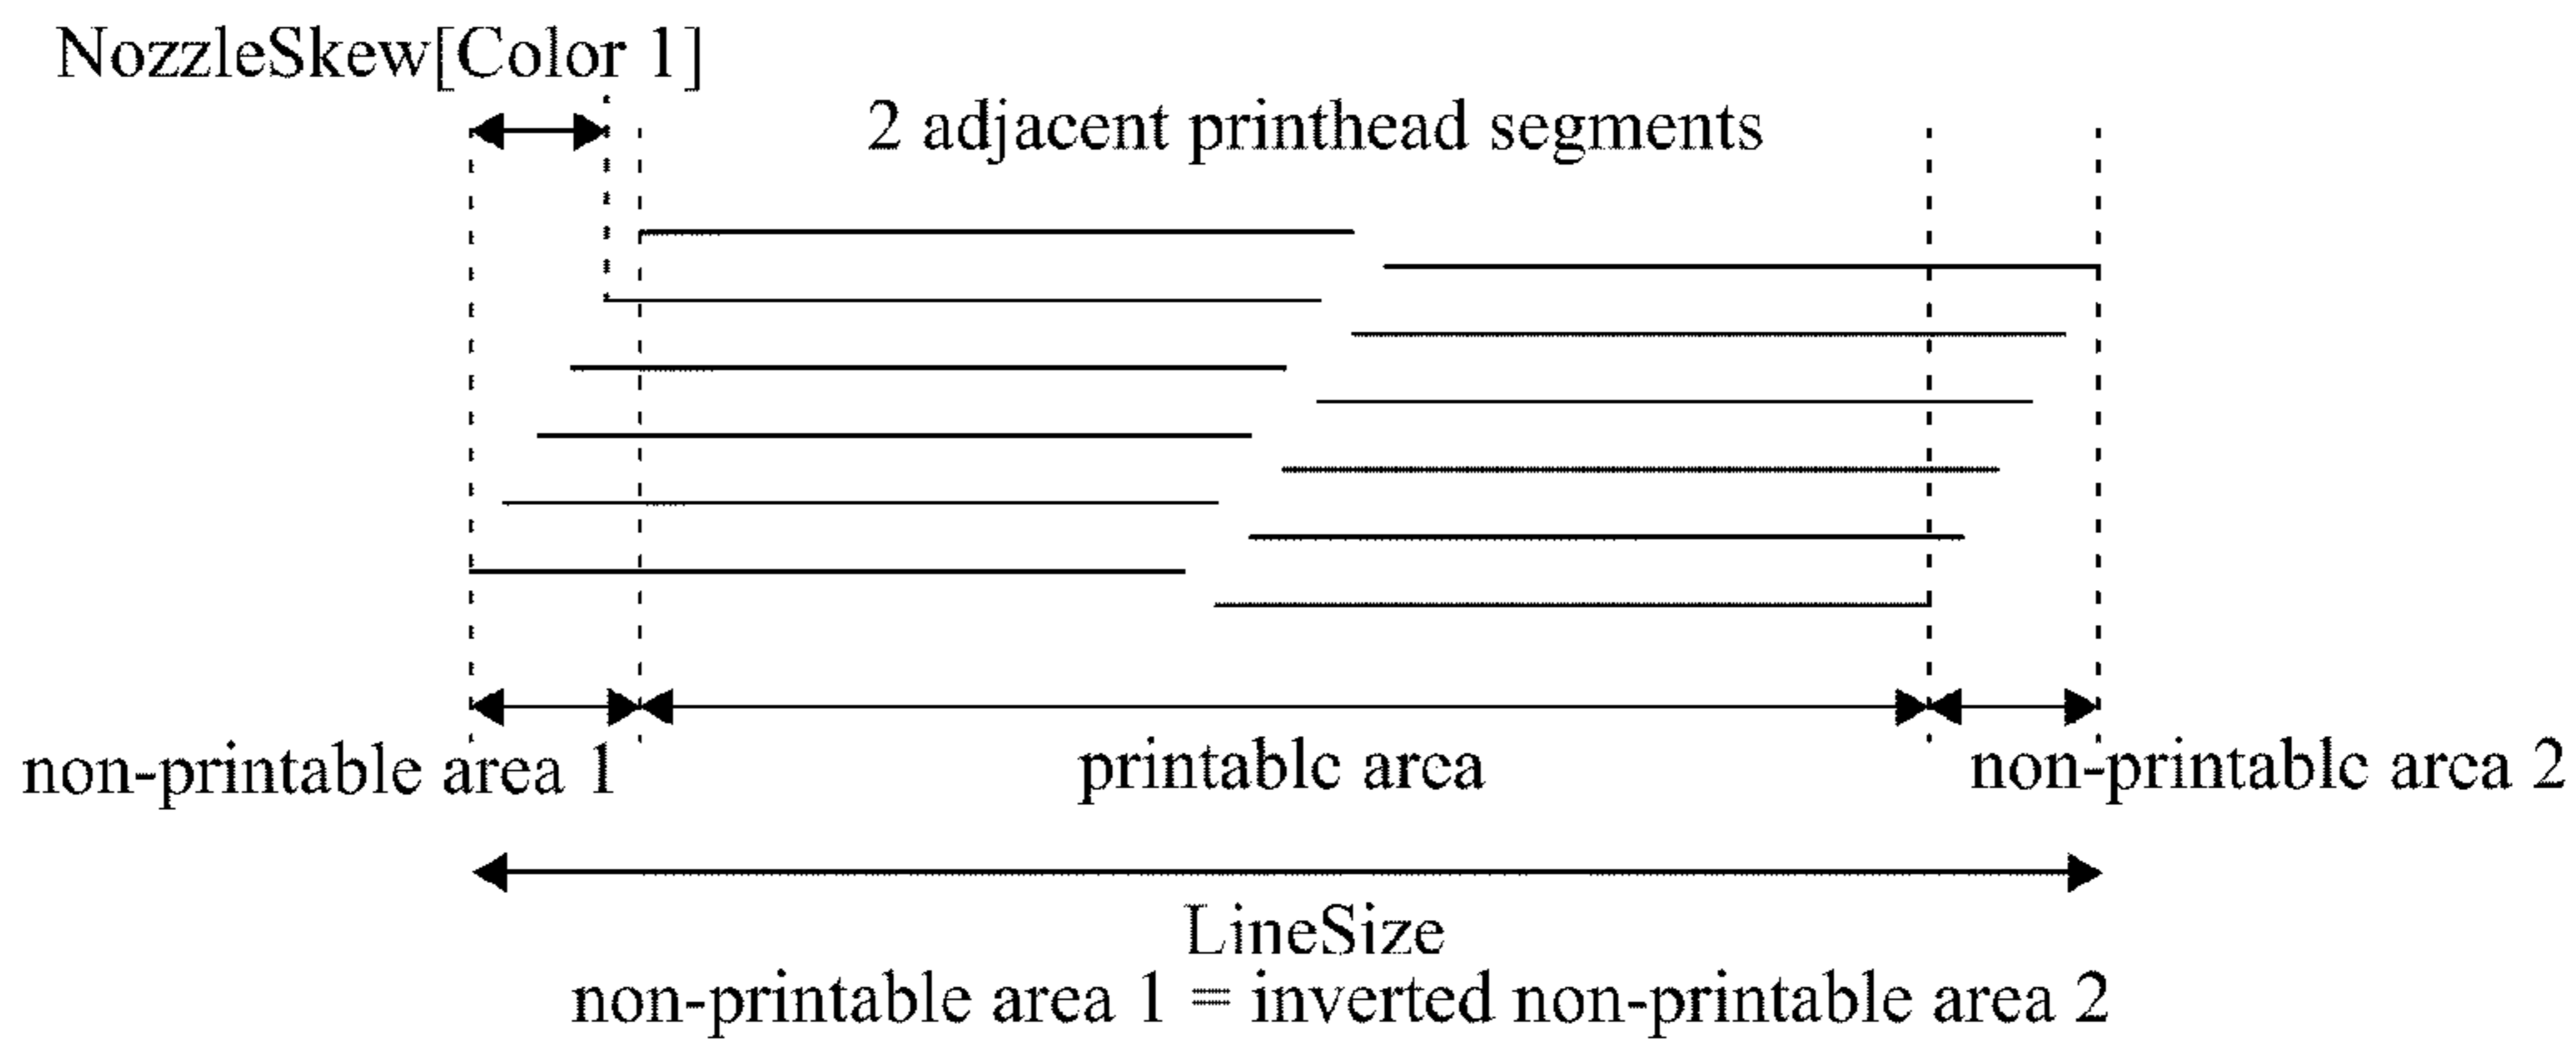 NozzleSkew[Color 1]
2 adjacent printhead segments
non-printable area 1
printable area
non-printable area 2
LineSize
non-printable area 1 = inverted non-printable area 2